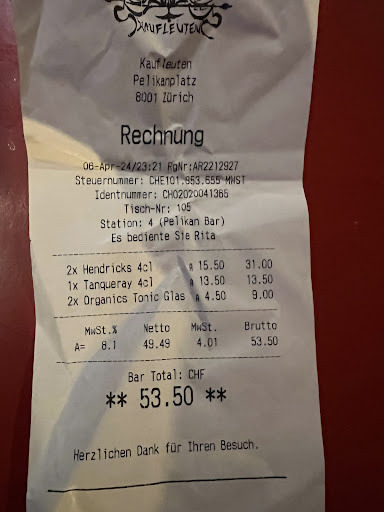 KAUFLEUTEN
Kaufleuten
Pelikanplatz
8001 Zürich
Rechnung
06-Apr-24/23:21 RgNr:AR2212927
Steuernummer: CHE101.953.655 MWST
Identnummer: CH02020041365
Tisch-Nr: 105
Station: 4 (Pelikan Bar)
Es bediente Sie Rita
2x Hendricks 4cl A 15.50 31.00
1x Tanqueray 4cl A 13.50 13.50
2x Organics Tonic Glas A 4.50 9.00
MwSt.% Netto MwSt. Brutto
A= 8.1 49.49 4.01 53.50
Bar Total: CHF
** 53.50 **
Herzlichen Dank für Ihren Besuch.